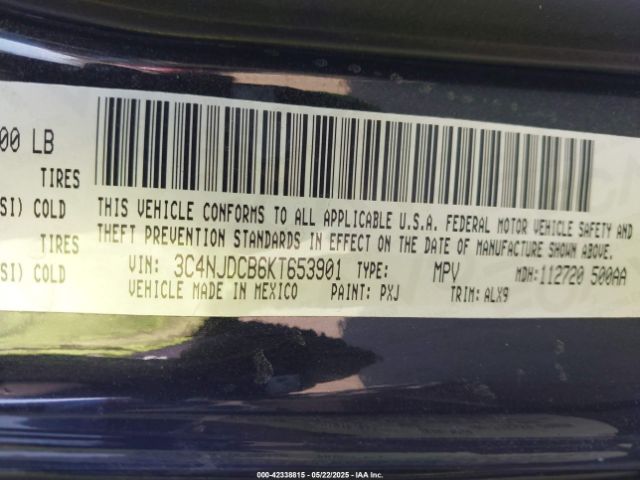 00 LB
TIRES
SI) COLD
TIRES
SI) COLD
THIS VEHICLE CONFORMS TO ALL APPLICABLE U.S.A. FEDERAL MOTOR VEHICLE SAFETY AND
THEFT PREVENTION STANDARDS IN EFFECT ON THE DATE OF MANUFACTURE SHOWN ABOVE.
VIN: 3C4NJDCB6KT653901 TYPE: MPV MDH:112720 500AA
VEHICLE MADE IN MEXICO PAINT: PXJ TRIM: ALX9
000-42338815 - 05/22/2025 - IAA Inc.